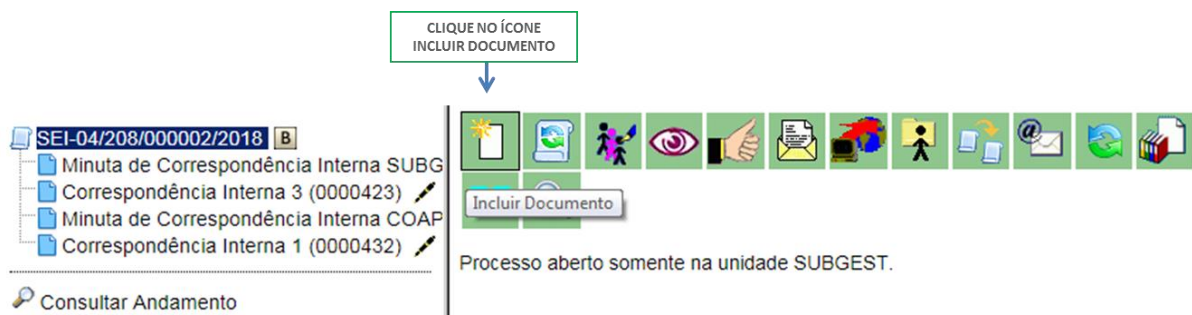 CLIQUE NO ÍCONE
INCLUIR DOCUMENTO
SEI-04/208/000002/2018 B
Minuta de Correspondência Interna SUBG
Correspondência Interna 3 (0000423)
Minuta de Correspondência Interna COAP
Correspondência Interna 1 (0000432)
Consultar Andamento
@
Incluir Documento
Processo aberto somente na unidade SUBGEST.